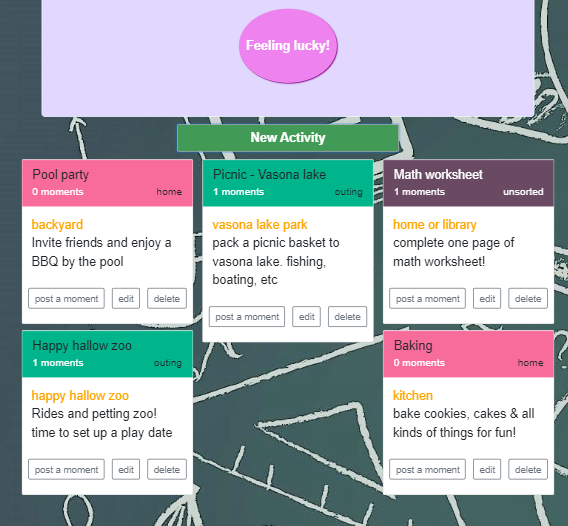 Feeling lucky!
New Activity
Pool party
0 moments home
backyard
Invite friends and enjoy a
BBQ by the pool
post a moment edit delete
Picnic - Vasona lake
1 moments outing
vasona lake park
pack a picnic basket to
vasona lake. fishing,
boating, etc
post a moment edit delete
Math worksheet
1 moments unsorted
home or library
complete one page of
math worksheet!
post a moment edit delete
Happy hallow zoo
1 moments outing
happy hallow zoo
Rides and petting zoo!
time to set up a play date
post a moment edit delete
Baking
0 moments home
kitchen
bake cookies, cakes & all
kinds of things for fun!
post a moment edit delete